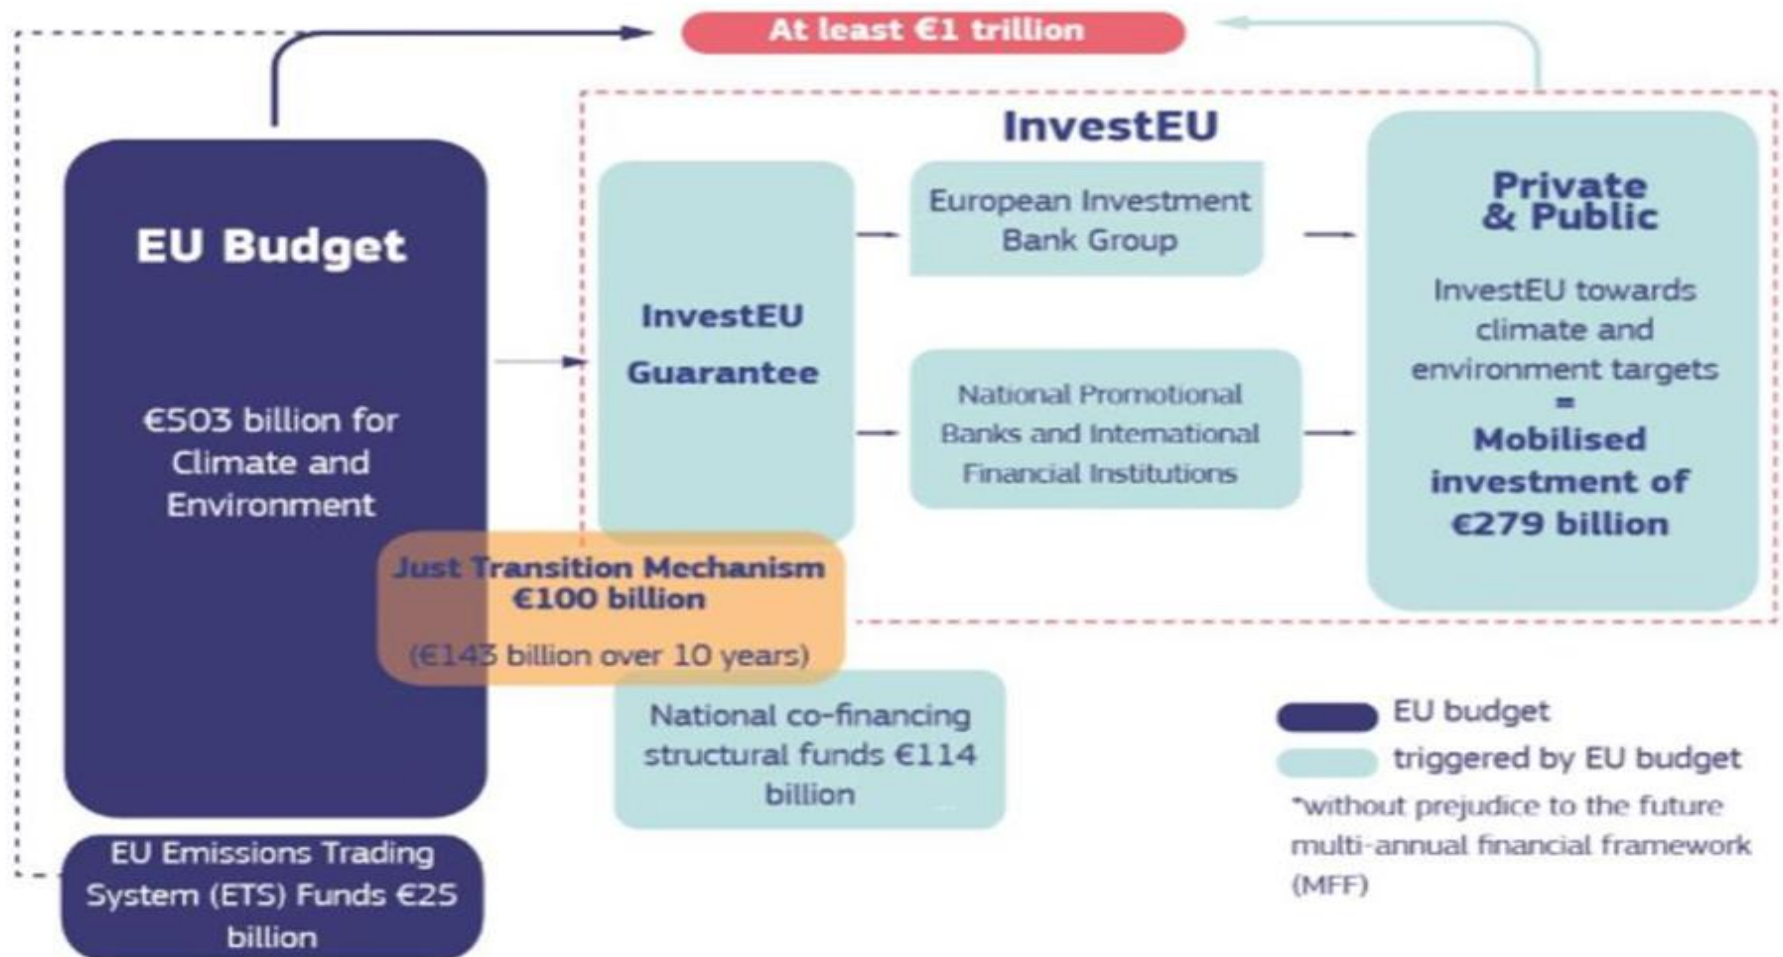 At least €1 trillion
EU Budget
€503 billion for
Climate and
Environment
InvestEU
InvestEU
Guarantee
European Investment
Bank Group
National Promotional
Banks and International
Financial Institutions
Private
& Public
InvestEU towards
climate and
environment targets
=
Mobilised
investment of
€279 billion
Just Transition Mechanism
€100 billion
(€143 billion over 10 years)
National co-financing
structural funds €114
billion
EU Emissions Trading
System (ETS) Funds €25
billion
EU budget
triggered by EU budget
*without prejudice to the future
multi-annual financial framework
(MFF)